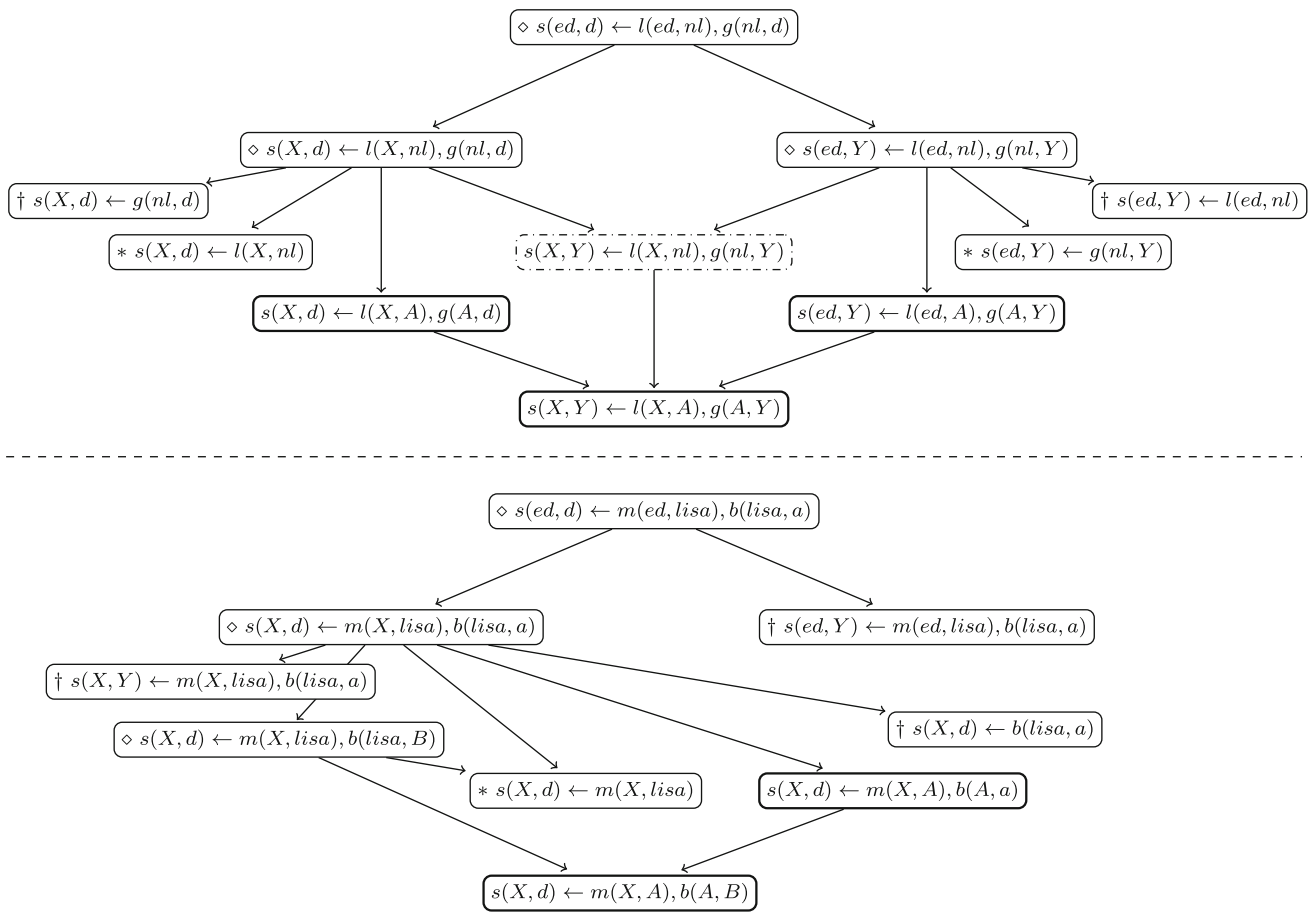 ⋄ s(ed, d) ← l(ed, nl), g(nl, d)
⋄ s(X, d) ← l(X, nl), g(nl, d)
⋄ s(ed, Y) ← l(ed, nl), g(nl, Y)
† s(X, d) ← g(nl, d)
† s(ed, Y) ← l(ed, nl)
∗ s(X, d) ← l(X, nl)
s(X, Y) ← l(X, nl), g(nl, Y)
∗ s(ed, Y) ← g(nl, Y)
s(X, d) ← l(X, A), g(A, d)
s(ed, Y) ← l(ed, A), g(A, Y)
s(X, Y) ← l(X, A), g(A, Y)
⋄ s(ed, d) ← m(ed, lisa), b(lisa, a)
⋄ s(X, d) ← m(X, lisa), b(lisa, a)
† s(ed, Y) ← m(ed, lisa), b(lisa, a)
† s(X, Y) ← m(X, lisa), b(lisa, a)
† s(X, d) ← b(lisa, a)
⋄ s(X, d) ← m(X, lisa), b(lisa, B)
∗ s(X, d) ← m(X, lisa)
s(X, d) ← m(X, A), b(A, a)
s(X, d) ← m(X, A), b(A, B)